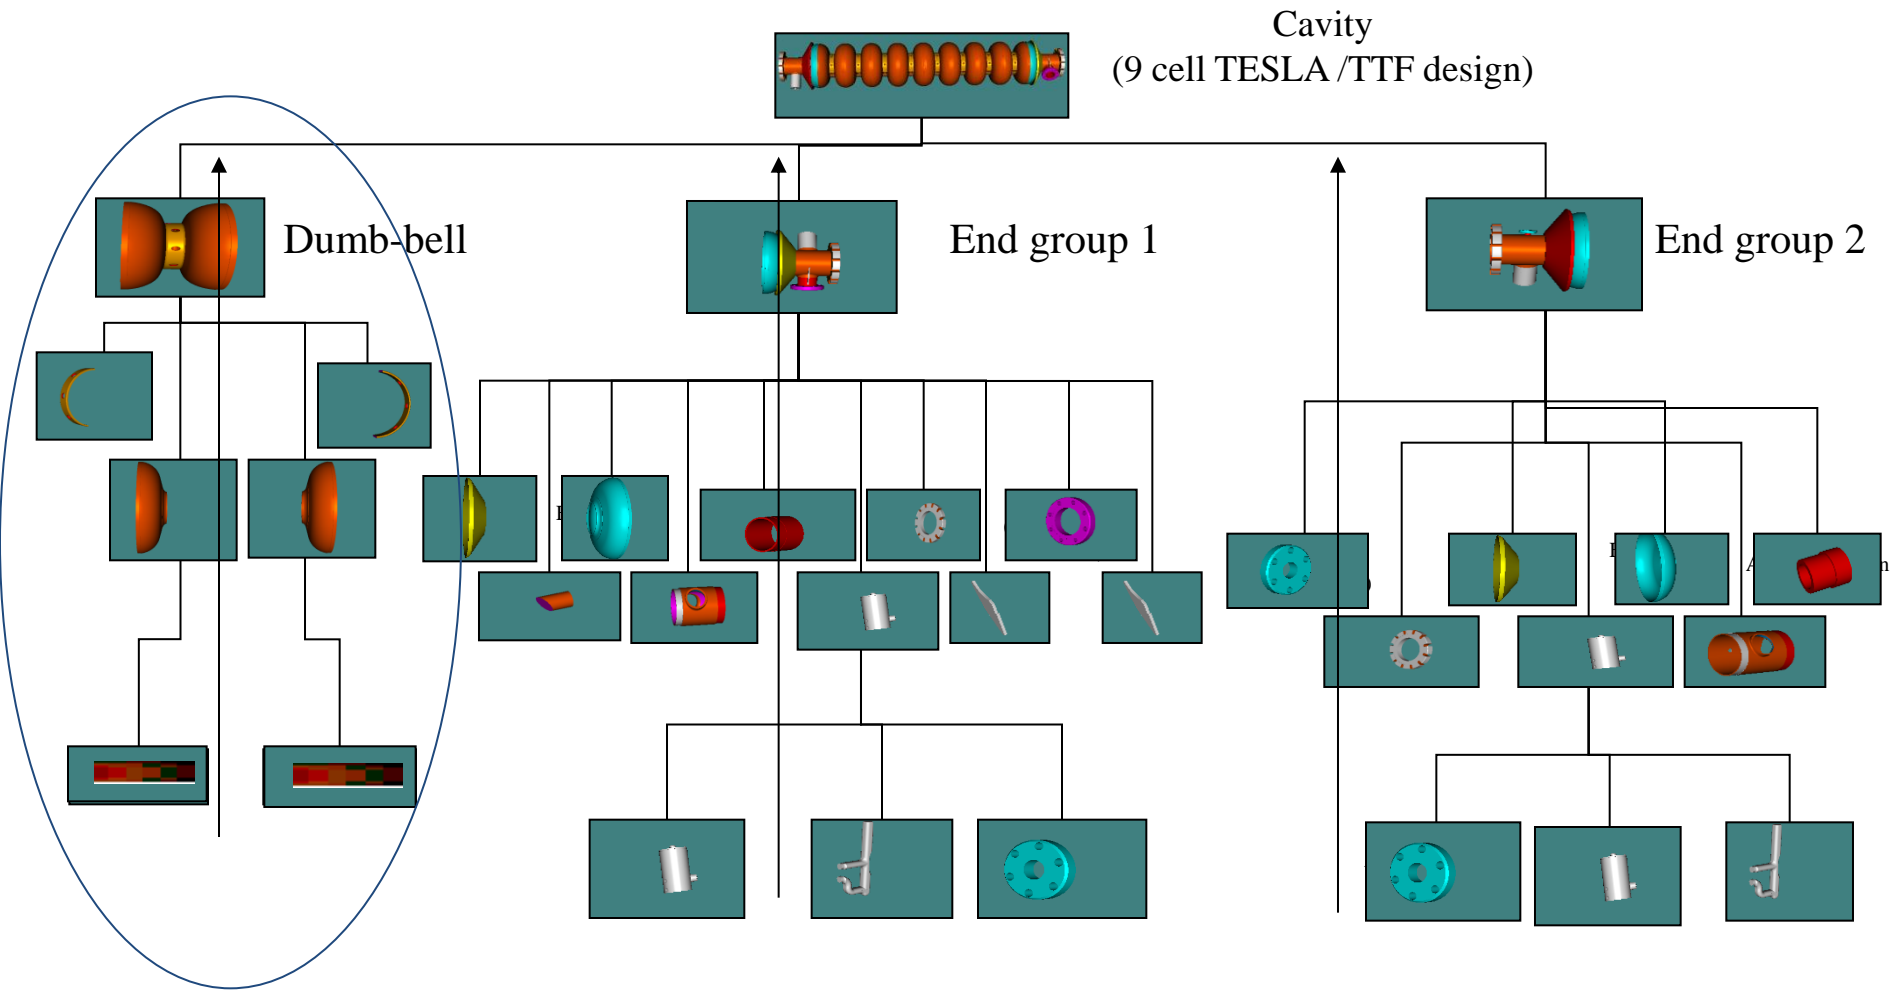 Cavity
(9 cell TESLA /TTF design)
Dumb-bell
End group 1
End group 2